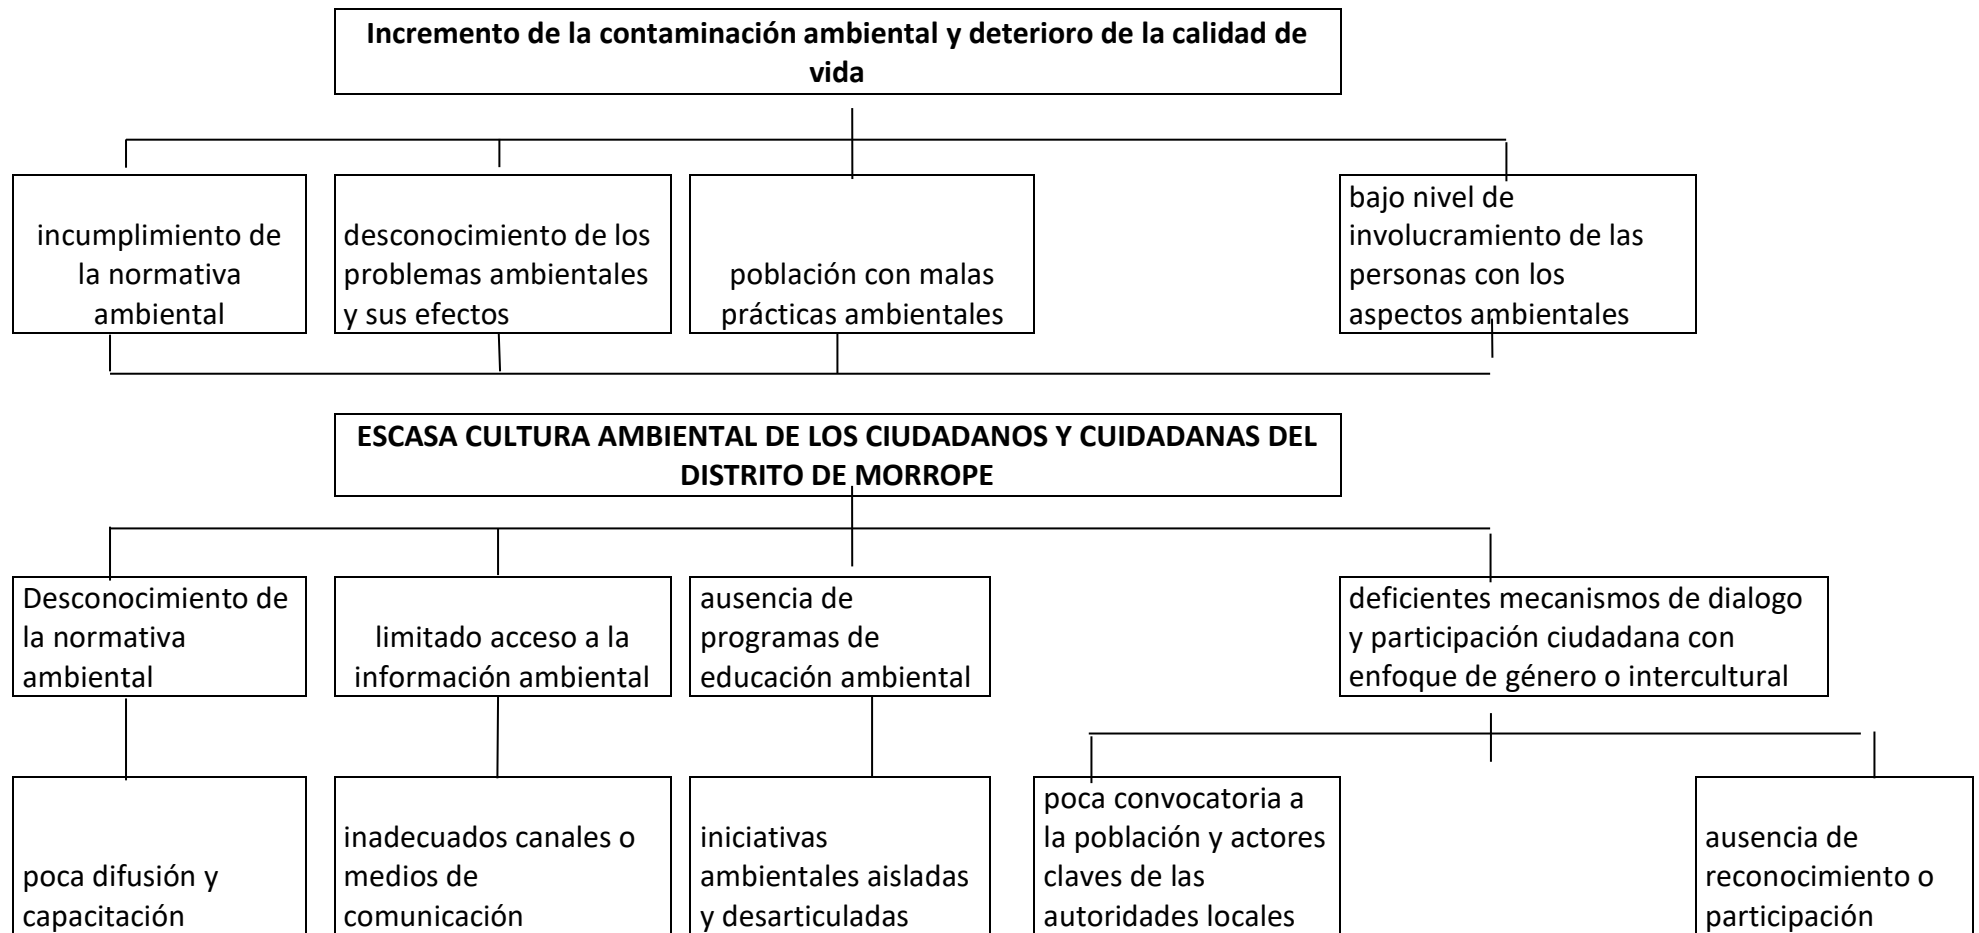 Incremento de la contaminación ambiental y deterioro de la calidad de
vida
incumplimiento de
la normativa
ambiental
desconocimiento de los
problemas ambientales
y sus efectos
población con malas
prácticas ambientales
bajo nivel de
involucramiento de las
personas con los
aspectos ambientales
ESCASA CULTURA AMBIENTAL DE LOS CIUDADANOS Y CUIDADANAS DEL
DISTRITO DE MORROPE
Desconocimiento de
la normativa
ambiental
limitado acceso a la
información ambiental
ausencia de
programas de
educación ambiental
deficientes mecanismos de dialogo
y participación ciudadana con
enfoque de género o intercultural
poca difusión y
capacitación
inadecuados canales o
medios de
comunicación
iniciativas
ambientales aisladas
y desarticuladas
poca convocatoria a
la población y actores
claves de las
autoridades locales
ausencia de
reconocimiento o
participación